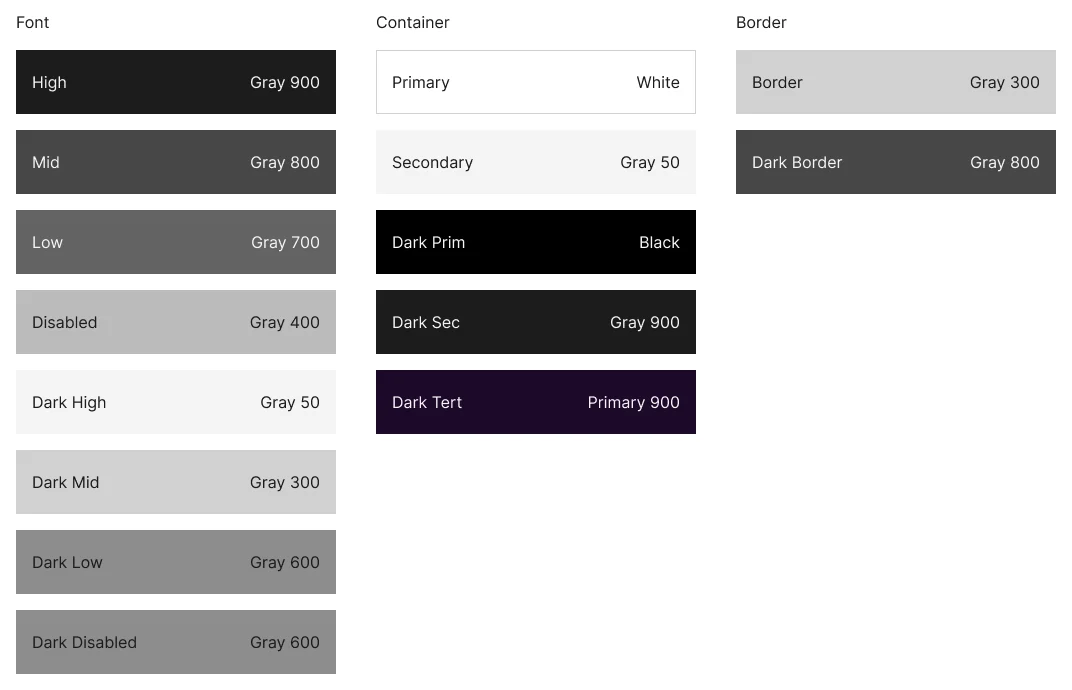 Font
High Gray 900
Mid Gray 800
Low Gray 700
Disabled Gray 400
Dark High Gray 50
Dark Mid Gray 300
Dark Low Gray 600
Dark Disabled Gray 600
Container
Primary White
Secondary Gray 50
Dark Prim Black
Dark Sec Gray 900
Dark Tert Primary 900
Border
Border Gray 300
Dark Border Gray 800